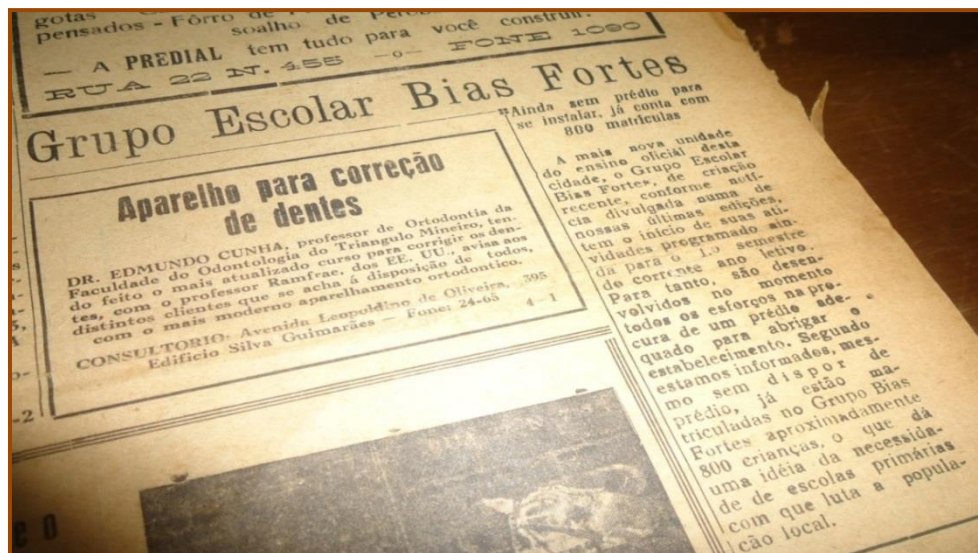 gotas
pensados - Fôrro de
soalho de
— A PREDIAL tem tudo para você construir.
RUA 22 N. 455 —o— FONE 1090
Grupo Escolar Bias Fortes
Aparelho para correção
de dentes
DR. EDMUNDO CUNHA, professor de Ortodontia da
Faculdade de Odontologia do Triangulo Mineiro, ten-
do feito o mais atualizado curso para corrigir os den-
tes, com o professor Ramfrae, dos EE. UU., avisa aos
distintos clientes que se acha á disposição de todos,
com o mais moderno aparelhamento ortodontico.
CONSULTORIO: Avenida Leopoldino de Oliveira, 395
Edificio Silva Guimarães — Fone: 24-65 4-1
Ainda sem prédio para
se instalar, já conta com
800 matriculas
A mais nova unidade
do ensino oficial desta
cidade, o Grupo Escolar
Bias Fortes, de criação
recente, conforme notí-
cia divulgada numa de
nossas últimas edições,
tem o início de suas ati-
vidades programado ain-
da para o 1.o semestre
do corrente ano letivo.
Para tanto, são desen-
volvidos no momento
todos os esforços na pro-
cura de um prédio ade-
quado para abrigar o
estabelecimento. Segundo
estamos informados, mes-
mo sem dispor de
prédio, já estão ma-
triculadas no Grupo Bias
Fortes aproximadamente
800 crianças, o que dá
uma idéia da necessida-
de de escolas primárias
com que luta a popula-
ção local.
-2
e o